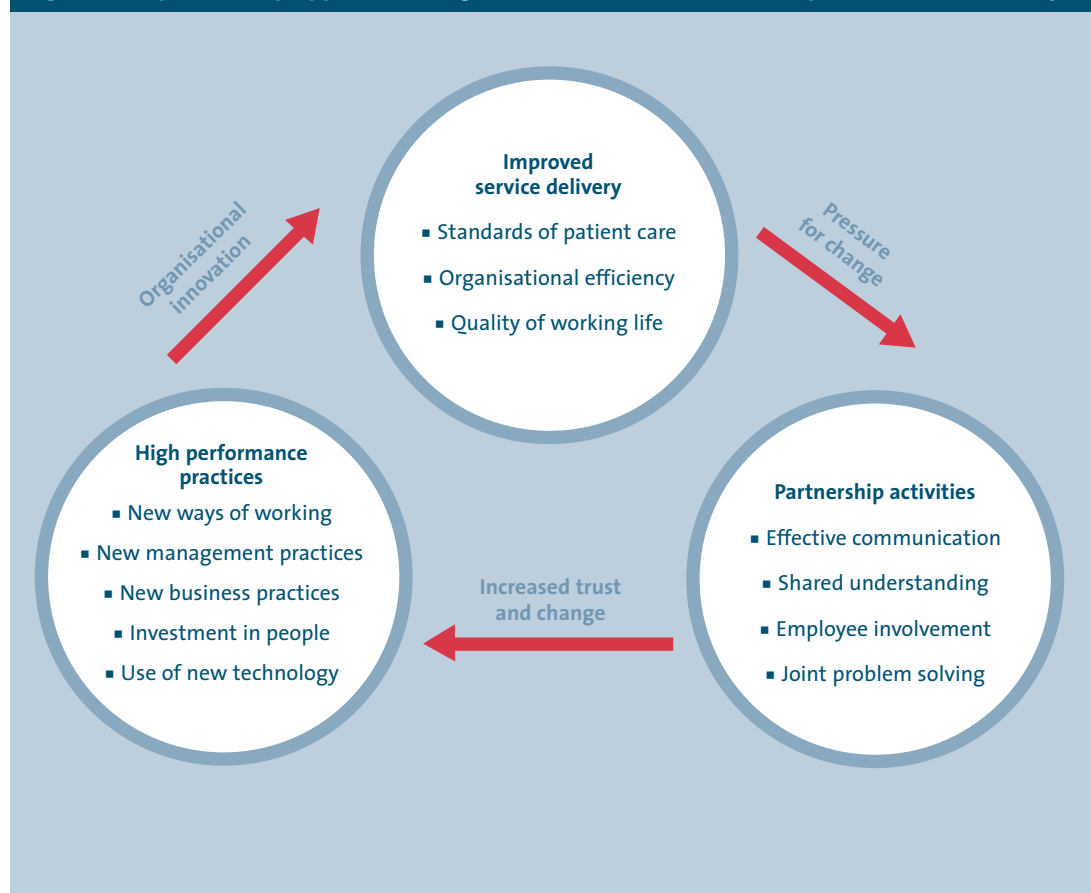 Improved
service delivery
▪ Standards of patient care
▪ Organisational efficiency
▪ Quality of working life
Organisational
innovation
Pressure
for change
High performance
practices
▪ New ways of working
▪ New management practices
▪ New business practices
▪ Investment in people
▪ Use of new technology
Increased trust
and change
Partnership activities
▪ Effective communication
▪ Shared understanding
▪ Employee involvement
▪ Joint problem solving